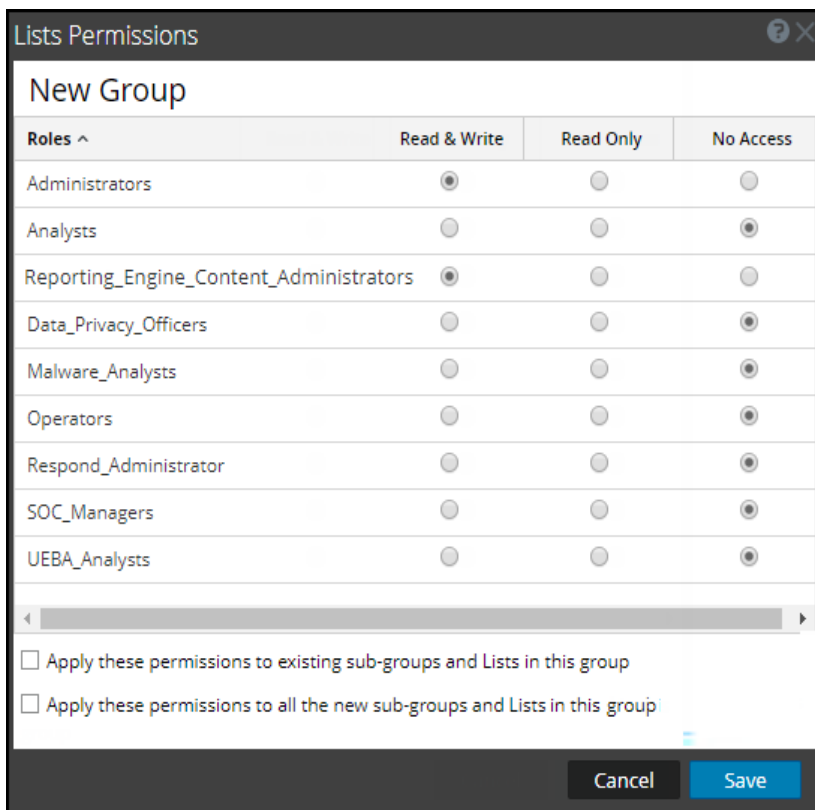 Lists Permissions
New Group
Roles Read & Write Read Only No Access
Administrators
Analysts
Reporting_Engine_Content_Administrators
Data_Privacy_Officers
Malware_Analysts
Operators
Respond_Administrator
SOC_Managers
UEBA_Analysts
Apply these permissions to existing sub-groups and Lists in this group
Apply these permissions to all the new sub-groups and Lists in this group
Cancel Save